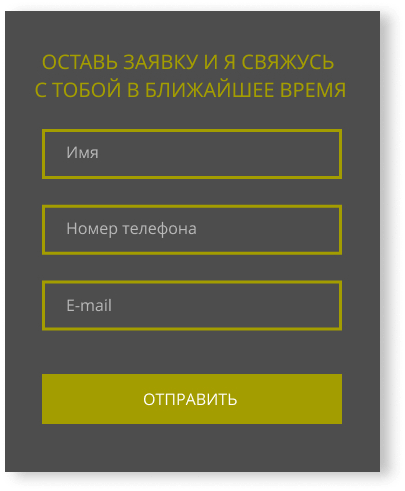 ОСТАВЬ ЗАЯВКУ И Я СВЯЖУСЬ
С ТОБОЙ В БЛИЖАЙШЕЕ ВРЕМЯ
Имя
Номер телефона
E-mail
ОТПРАВИТЬ